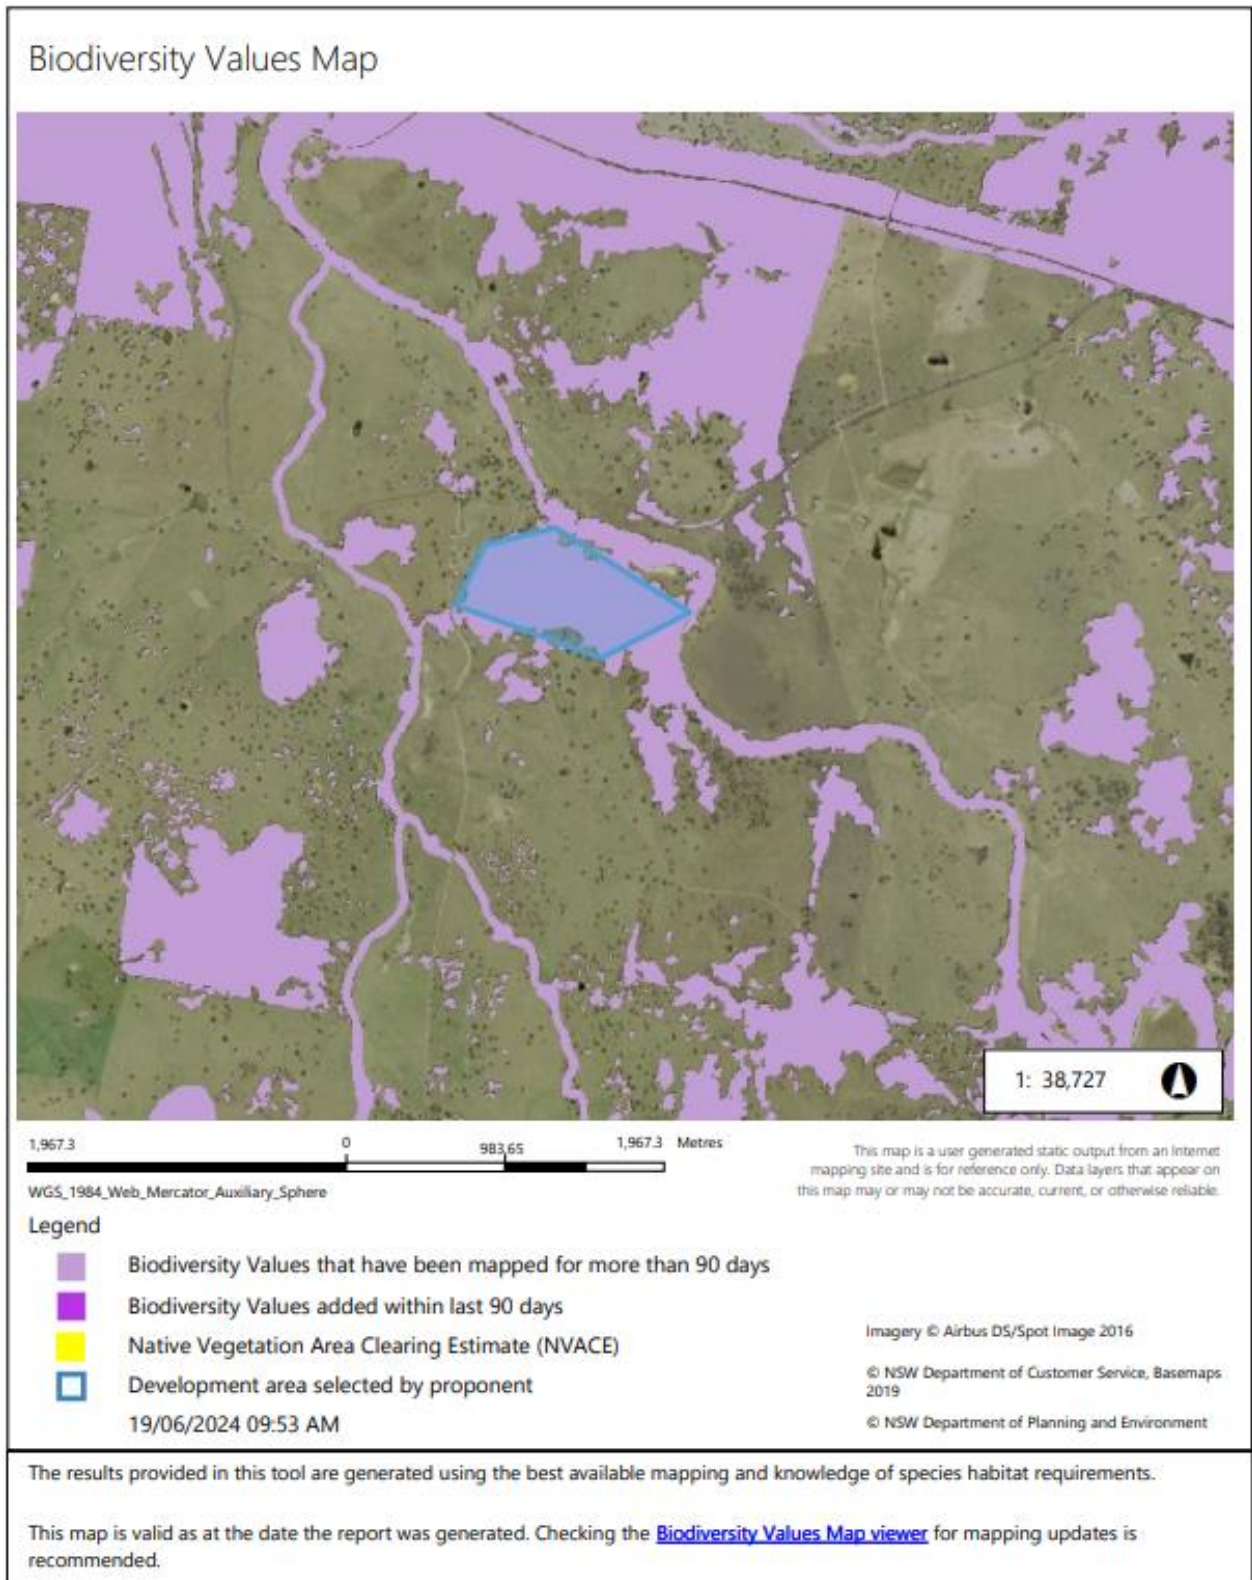 Biodiversity Values Map
1: 38,727
1,967.3 0 983.65 1,967.3 Metres
WGS_1984_Web_Mercator_Auxiliary_Sphere
This map is a user generated static output from an Internet
mapping site and is for reference only. Data layers that appear on
this map may or may not be accurate, current, or otherwise reliable.
Legend
Biodiversity Values that have been mapped for more than 90 days
Biodiversity Values added within last 90 days
Native Vegetation Area Clearing Estimate (NVACE)
Development area selected by proponent
19/06/2024 09:53 AM
Imagery © Airbus DS/Spot Image 2016
© NSW Department of Customer Service, Basemaps
2019
© NSW Department of Planning and Environment
The results provided in this tool are generated using the best available mapping and knowledge of species habitat requirements.
This map is valid as at the date the report was generated. Checking the Biodiversity Values Map viewer for mapping updates is
recommended.